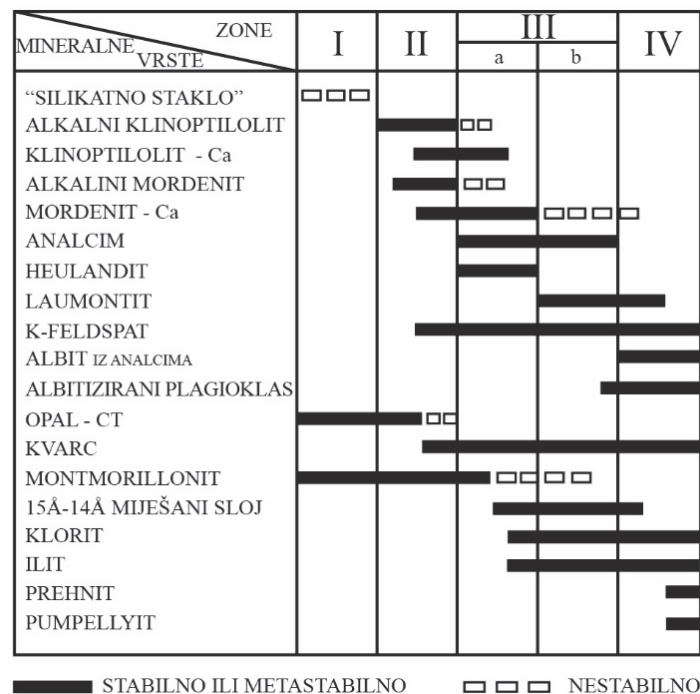 ZONE
MINERALNE
VRSTE
I
II
III
a
b
IV
“SILIKATNO STAKLO”
ALKALNI KLINOPTILOLIT
KLINOPTILOLIT - Ca
ALKALINI MORDENIT
MORDENIT - Ca
ANALCIM
HEULANDIT
LAUMONTIT
K-FELDSPAT
ALBIT IZ ANALCIMA
ALBITIZIRANI PLAGIOKLAS
OPAL - CT
KVARC
MONTMORILLONIT
15Å-14Å MIJEŠANI SLOJ
KLORIT
ILIT
PREHNIT
PUMPELLYIT
STABILNO ILI METASTABILNO
NESTABILNO